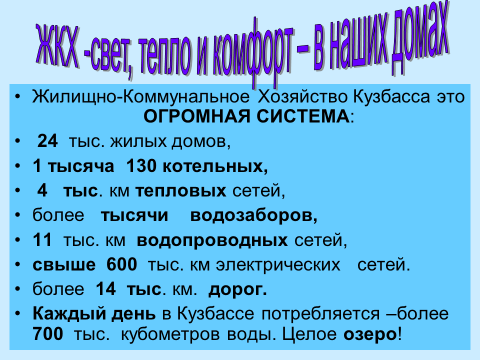 ЖКХ -свет, тепло и комфорт – в наших домах
• Жилищно-Коммунальное Хозяйство Кузбасса это
ОГРОМНАЯ СИСТЕМА:
• 24 тыс. жилых домов,
• 1 тысяча 130 котельных,
• 4 тыс. км тепловых сетей,
• более тысячи водозаборов,
• 11 тыс. км водопроводных сетей,
• свыше 600 тыс. км электрических сетей.
• более 14 тыс. км. дорог.
• Каждый день в Кузбассе потребляется –более
700 тыс. кубометров воды. Целое озеро!